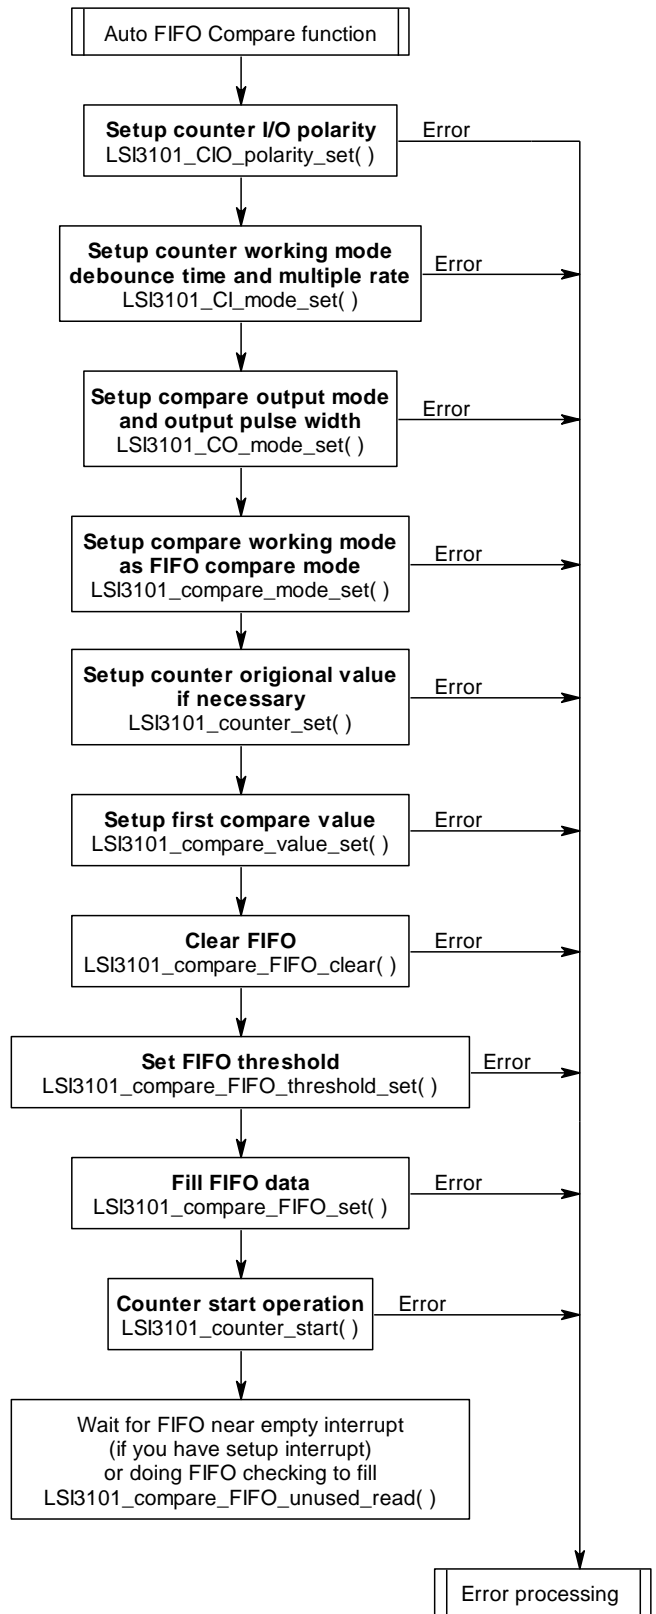 Auto FIFO Compare function
Setup counter I/O polarity
LSI3101_CIO_polarity_set( )
Error
Setup counter working mode
debounce time and multiple rate
LSI3101_CI_mode_set( )
Error
Setup compare output mode
and output pulse width
LSI3101_CO_mode_set( )
Error
Setup compare working mode
as FIFO compare mode
LSI3101_compare_mode_set( )
Error
Setup counter origional value
if necessary
LSI3101_counter_set( )
Error
Setup first compare value
LSI3101_compare_value_set( )
Error
Clear FIFO
LSI3101_compare_FIFO_clear( )
Error
Set FIFO threshold
LSI3101_compare_FIFO_threshold_set( )
Error
Fill FIFO data
LSI3101_compare_FIFO_set( )
Error
Counter start operation
LSI3101_counter_start( )
Error
Wait for FIFO near empty interrupt
(if you have setup interrupt)
or doing FIFO checking to fill
LSI3101_compare_FIFO_unused_read( )
Error processing